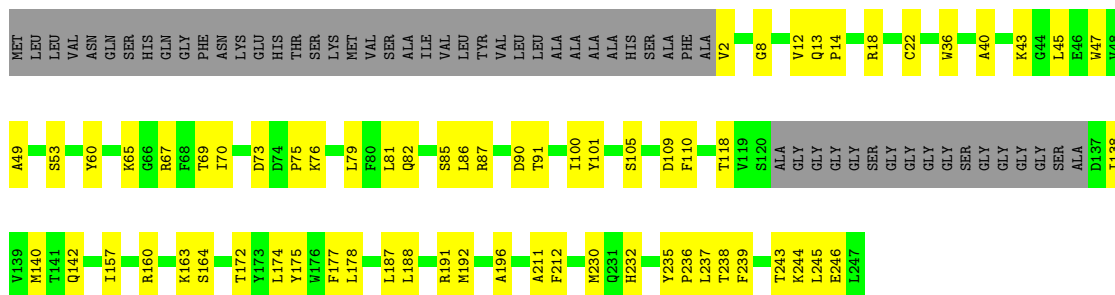 MET LEU LEU VAL ASN GLN SER HIS GLN GLY PHE ASN LYS GLU HIS THR SER LYS MET VAL SER ALA ILE VAL LEU TYR VAL LEU LEU ALA ALA ALA ALA HIS SER ALA PHE ALA V2 G8 V12 Q13 P14 R18 C22 W36 A40 K43 G44 L45 E46 W47
A49 S53 Y60 K65 G66 R67 F68 T69 I70 D73 D74 P75 K76 L79 F80 L81 Q82 S85 L86 R87 D90 T91 I100 Y101 S105 D109 F110 T118 V119 S120 ALA GLY GLY GLY GLY SER GLY GLY GLY GLY SER GLY GLY GLY GLY SER ALA D137 I138
V139 M140 T141 Q142 I157 R160 K163 S164 T172 Y173 L174 Y175 W176 F177 L178 L187 L188 R191 M192 A196 A211 F212 M230 Q231 H232 Y235 P236 L237 T238 F239 T243 K244 L245 E246 L247